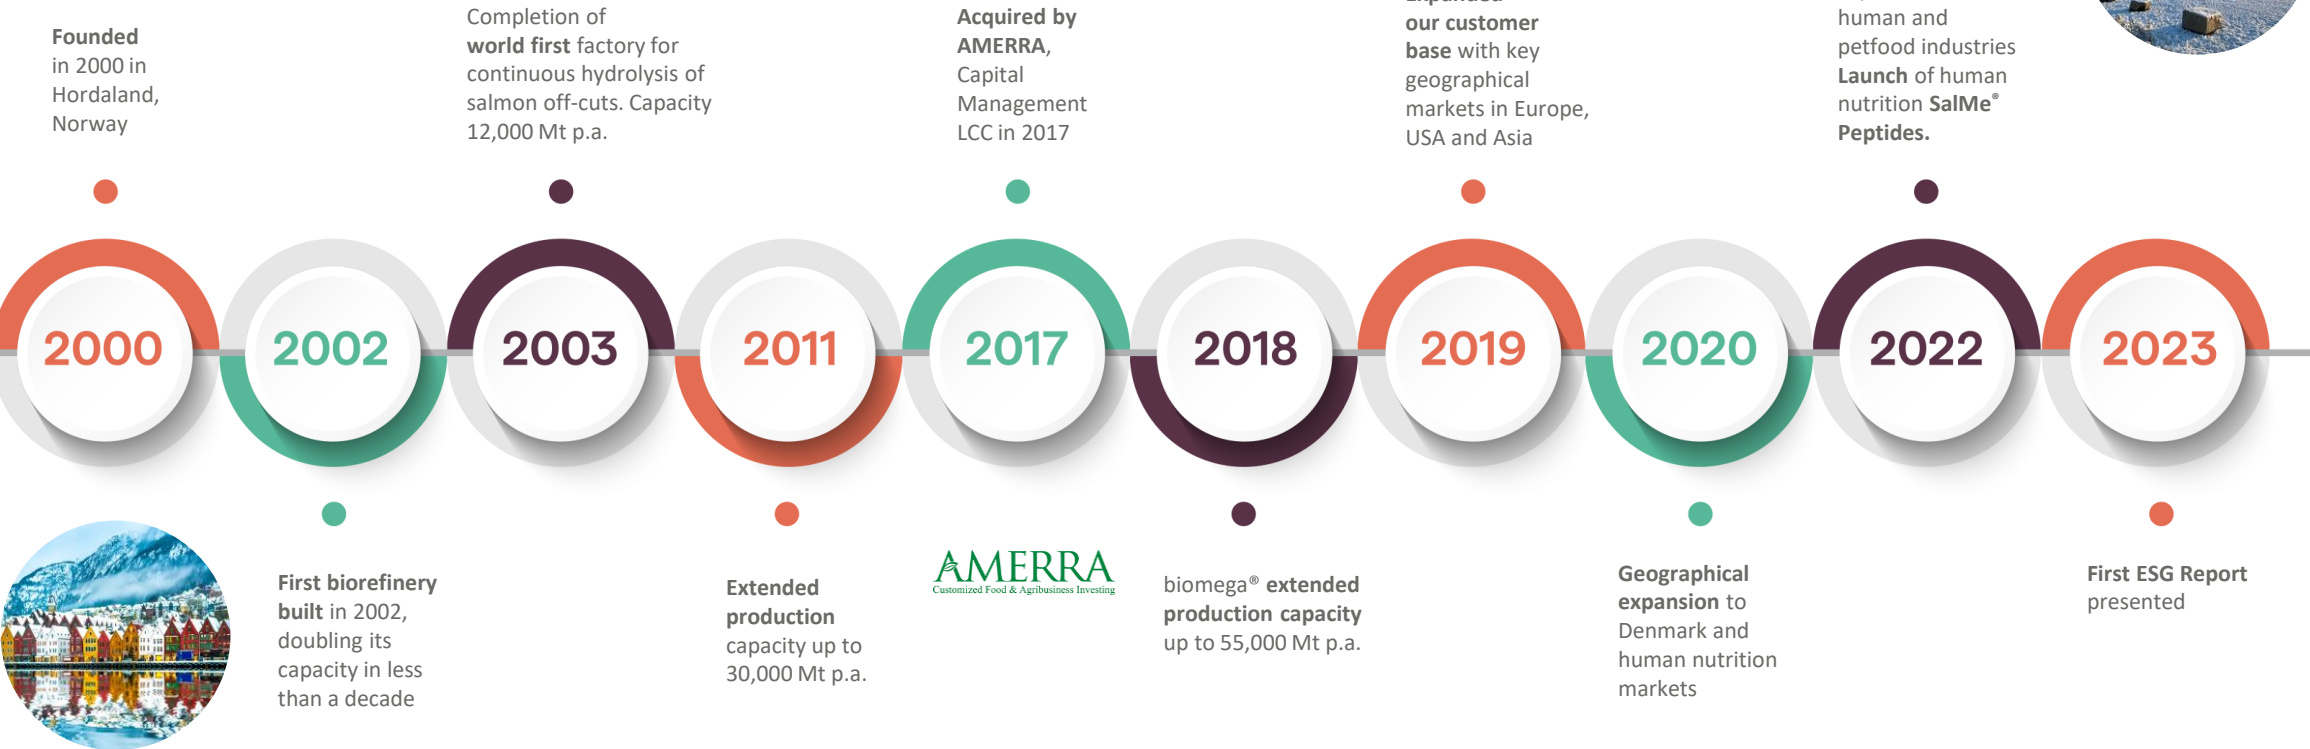 Founded
in 2000 in
Hordaland,
Norway
Completion of
world first factory for
continuous hydrolysis of
salmon off-cuts. Capacity
12,000 Mt p.a.
Acquired by
AMERRA,
Capital
Management
LCC in 2017
our customer
base with key
geographical
markets in Europe,
USA and Asia
human and
petfood industries
Launch of human
nutrition SalMe®
Peptides.
2000
2002
2003
2011
2017
2018
2019
2020
2022
2023
First biorefinery
built in 2002,
doubling its
capacity in less
than a decade
Extended
production
capacity up to
30,000 Mt p.a.
AMERRA
Customized Food & Agribusiness Investing
biomega® extended
production capacity
up to 55,000 Mt p.a.
Geographical
expansion to
Denmark and
human nutrition
markets
First ESG Report
presented